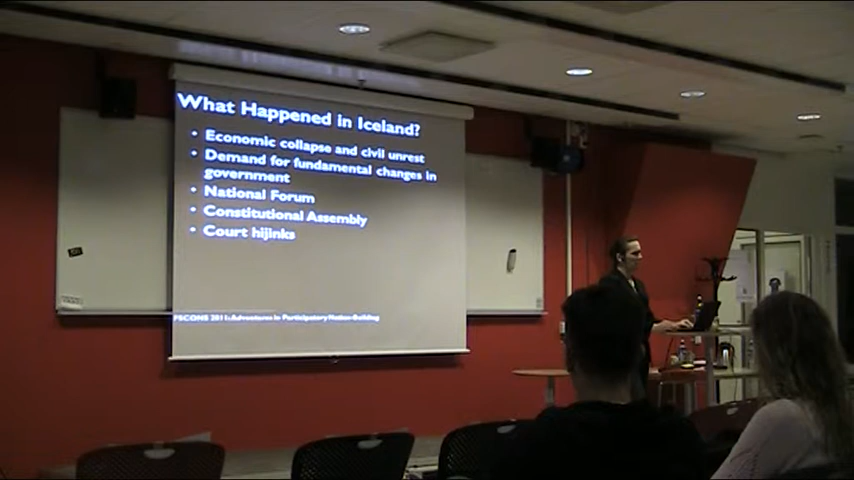 What Happened in Iceland?
• Economic collapse and civil unrest
• Demand for fundamental changes in
government
• National Forum
• Constitutional Assembly
• Court hijinks
FSCONS 2011: Adventures in Participatory Nation-Building